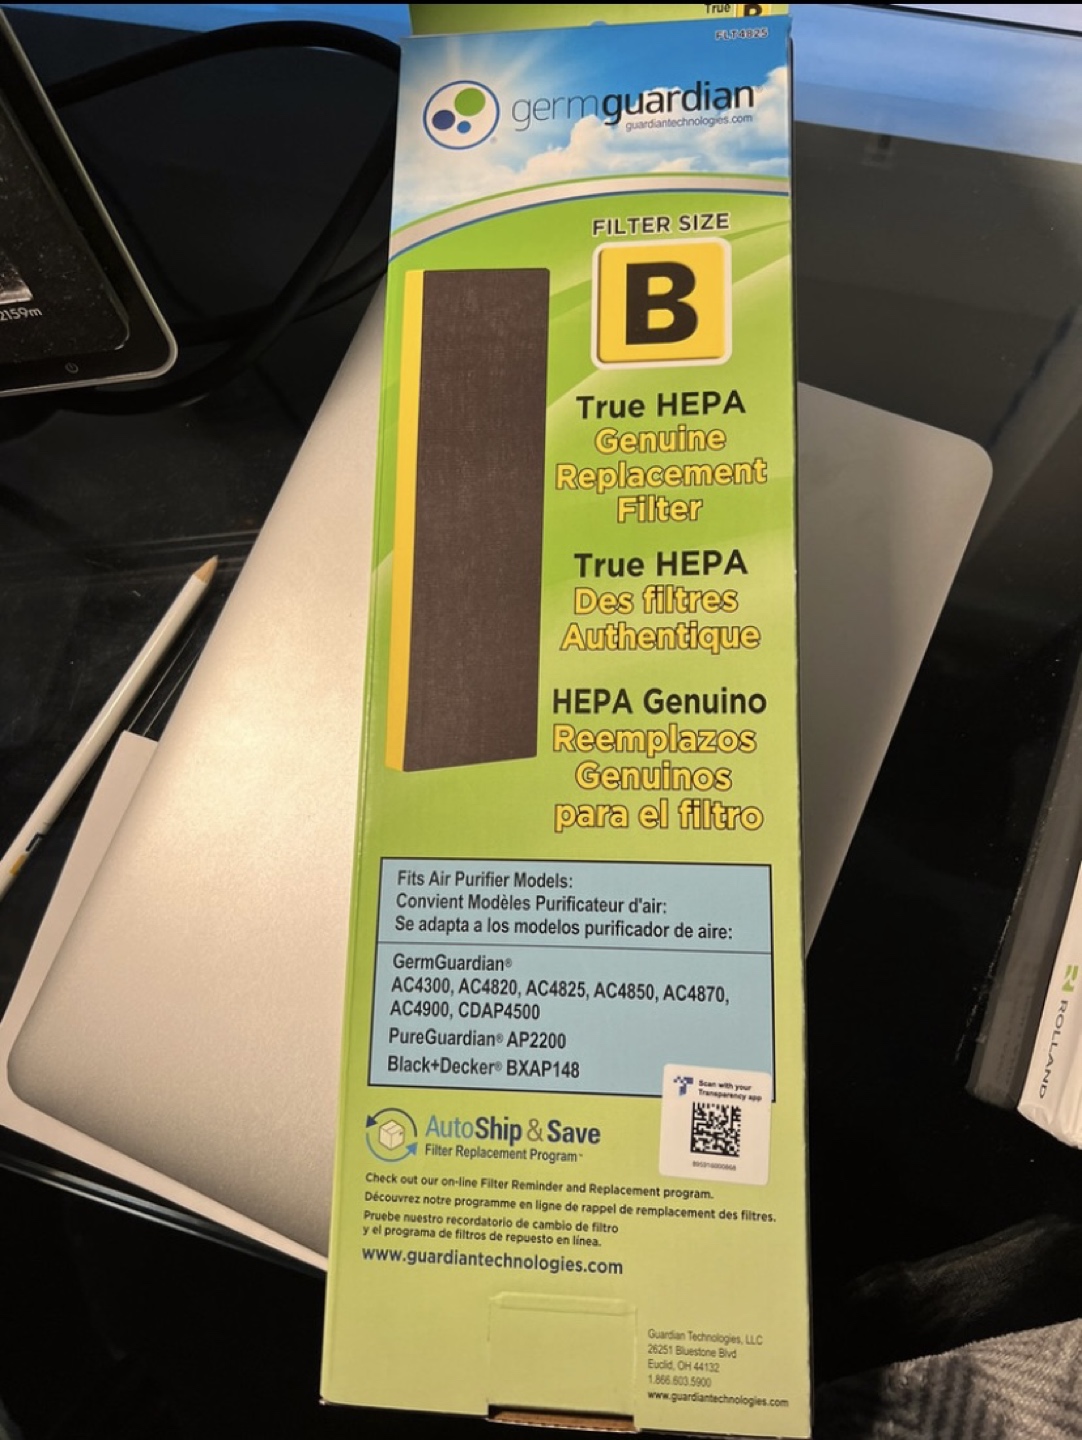 True B
FLT4825
germguardian
guardiantechnologies.com
FILTER SIZE
B
True HEPA
Genuine
Replacement
Filter
True HEPA
Des filtres
Authentique
HEPA Genuino
Reemplazos
Genuinos
para el filtro
Fits Air Purifier Models:
Convient Modèles Purificateur d'air:
Se adapta a los modelos purificador de aire:
GermGuardian®
AC4300, AC4820, AC4825, AC4850, AC4870,
AC4900, CDAP4500
PureGuardian® AP2200
Black+Decker® BXAP148
Scan with your
Transparency app
AutoShip & Save
Filter Replacement Program
Check out our on-line Filter Reminder and Replacement program.
Découvrez notre programme en ligne de rappel de remplacement des filtres.
Pruebe nuestro recordatorio de cambio de filtro
y el programa de filtros de repuesto en línea.
www.guardiantechnologies.com
Guardian Technologies, LLC
26251 Bluestone Blvd
Euclid, OH 44132
1.866.603.5900
www.guardiantechnologies.com
2159m
ROLLAND